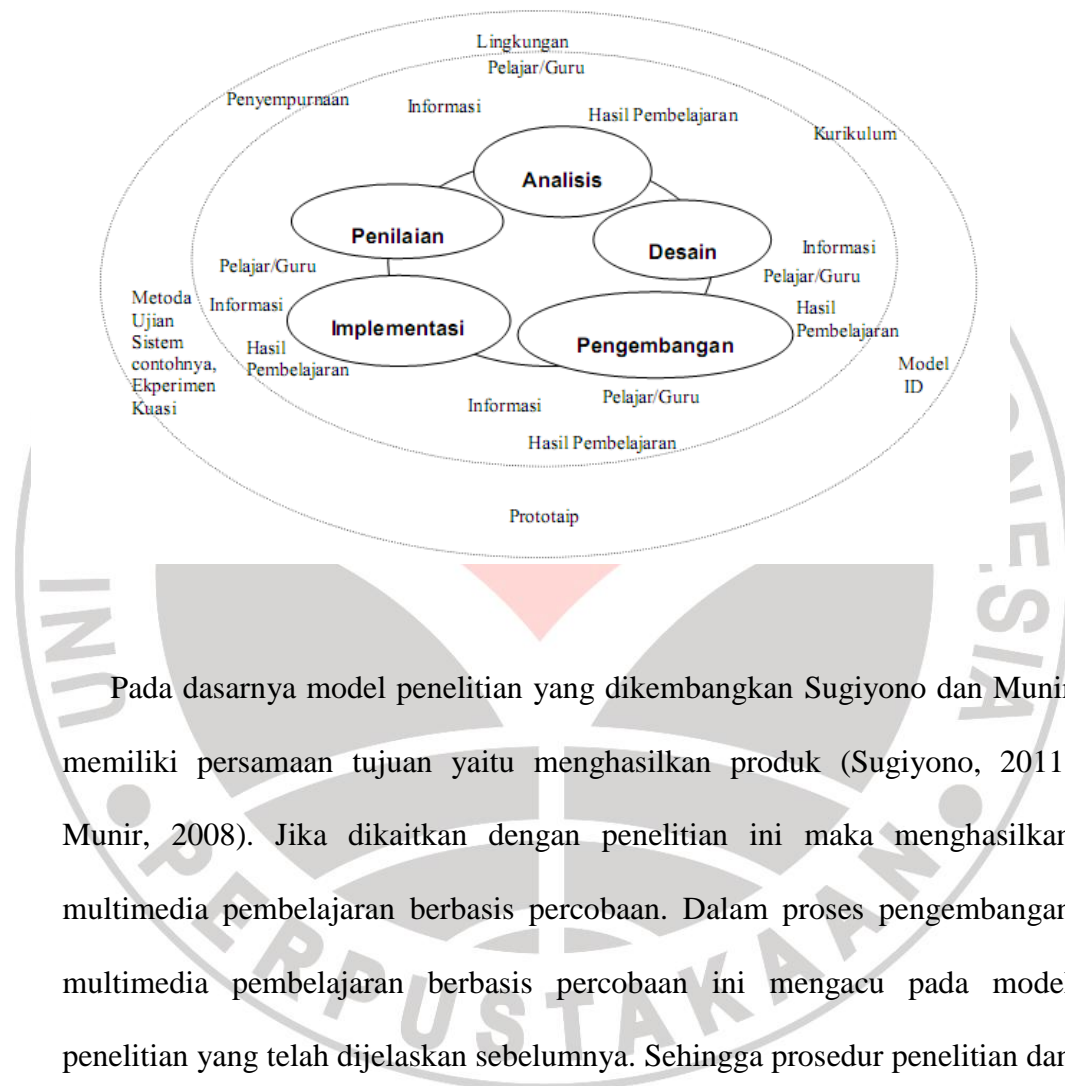 Lingkungan
Pelajar/Guru
Penyempurnaan
Informasi
Hasil Pembelajaran
Kurikulum
Analisis
Penilaian
Desain
Informasi
Pelajar/Guru
Pelajar/Guru
Hasil
Pembelajaran
Metoda
Ujian
Sistem
contohnya,
Ekperimen
Kuasi
Informasi
Hasil
Pembelajaran
Implementasi
Pengembangan
Model
ID
Informasi
Pelajar/Guru
Hasil Pembelajaran
Prototaip
Pada dasarnya model penelitian yang dikembangkan Sugiyono dan Munir
memiliki persamaan tujuan yaitu menghasilkan produk (Sugiyono, 2011
Munir, 2008). Jika dikaitkan dengan penelitian ini maka menghasilkan
multimedia pembelajaran berbasis percobaan. Dalam proses pengembangan
multimedia pembelajaran berbasis percobaan ini mengacu pada model
penelitian yang telah dijelaskan sebelumnya. Sehingga prosedur penelitian dan
UNI
ONESIA
PERPUSTAKAAN